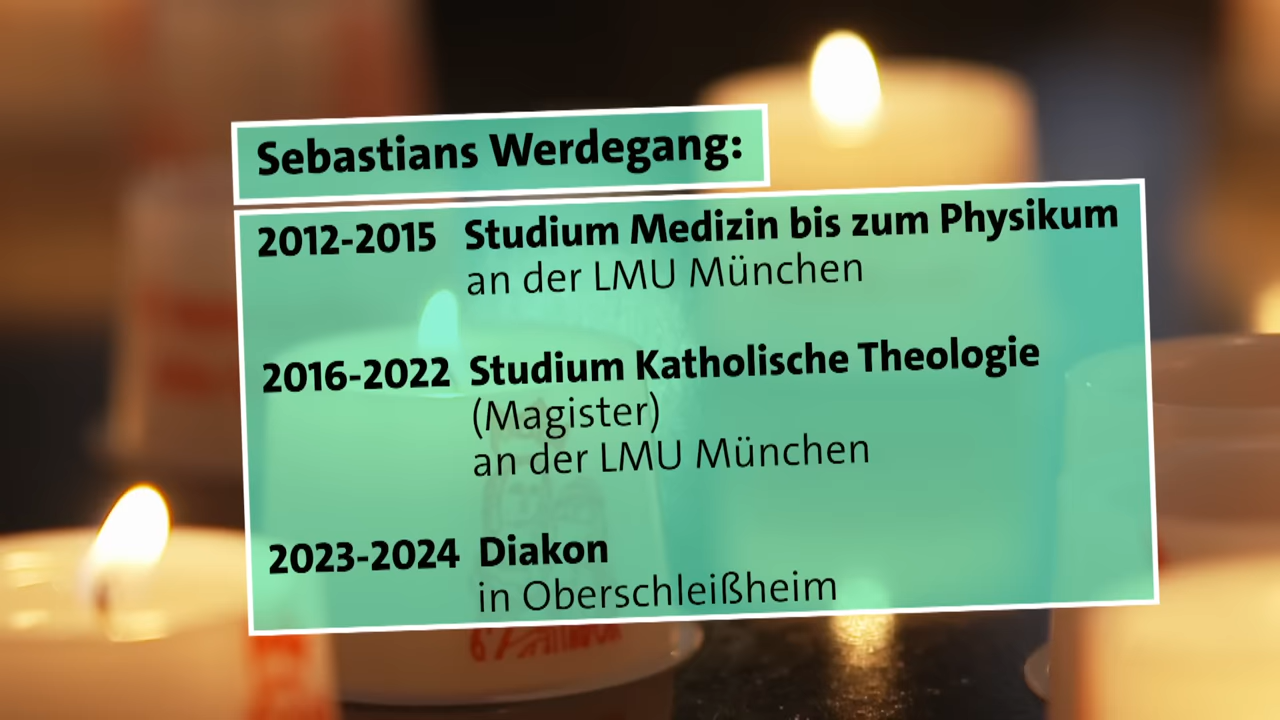 Sebastians Werdegang:
2012-2015 Studium Medizin bis zum Physikum
an der LMU München
2016-2022 Studium Katholische Theologie
(Magister)
an der LMU München
2023-2024 Diakon
in Oberschleißheim